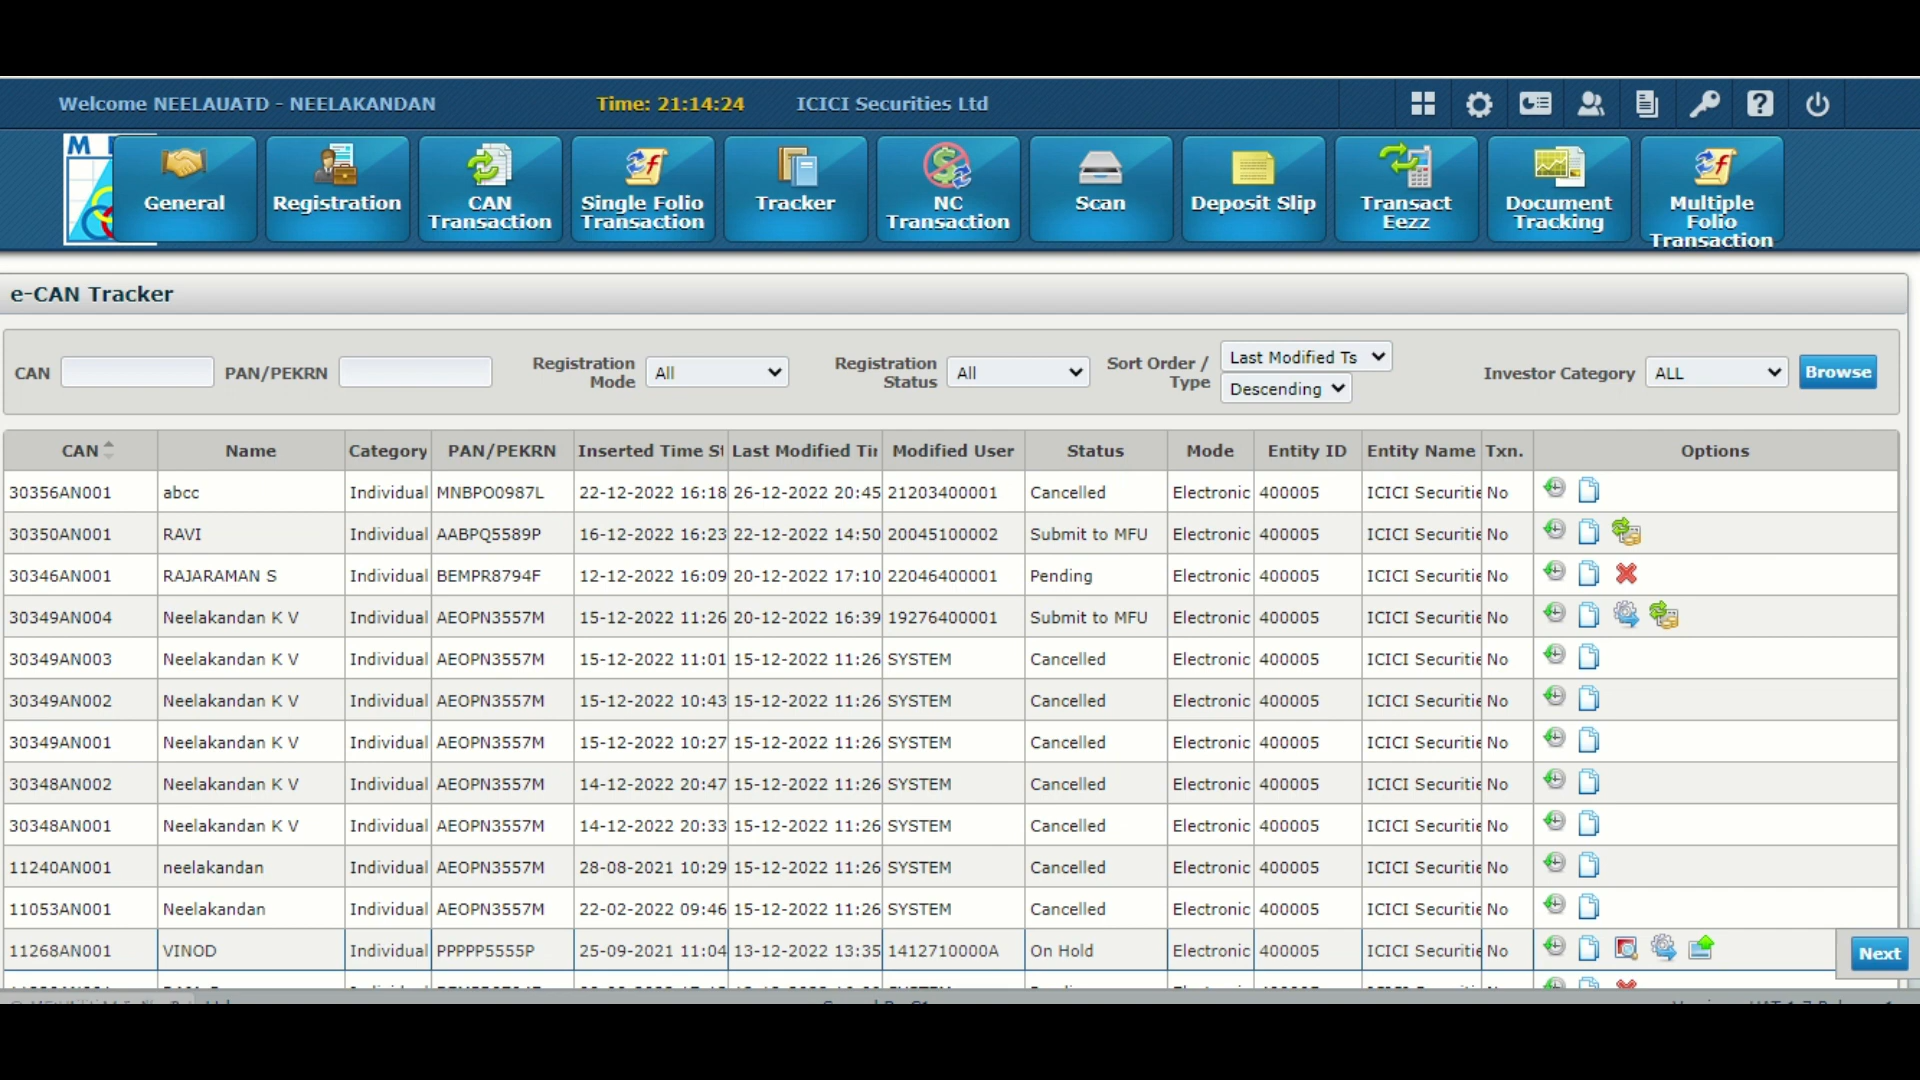 Welcome NEELAUATD - NEELAKANDAN Time: 21:14:24 ICICI Securities Ltd
M
General Registration CAN Transaction Single Folio Transaction Tracker NC Transaction Scan Deposit Slip Transact Eezz Document Tracking Multiple Folio Transaction
e-CAN Tracker
CAN PAN/PEKRN Registration Mode All Registration Status All Sort Order / Type Last Modified Ts Descending Investor Category ALL Browse
CAN Name Category PAN/PEKRN Inserted Time St Last Modified Tir Modified User Status Mode Entity ID Entity Name Txn. Options
30356AN001 abcc Individual MNBPO0987L 22-12-2022 16:18 26-12-2022 20:45 21203400001 Cancelled Electronic 400005 ICICI Securitie No
30350AN001 RAVI Individual AABPQ5589P 16-12-2022 16:23 22-12-2022 14:50 20045100002 Submit to MFU Electronic 400005 ICICI Securitie No
30346AN001 RAJARAMAN S Individual BEMPR8794F 12-12-2022 16:09 20-12-2022 17:10 22046400001 Pending Electronic 400005 ICICI Securitie No
30349AN004 Neelakandan K V Individual AEOPN3557M 15-12-2022 11:26 20-12-2022 16:39 19276400001 Submit to MFU Electronic 400005 ICICI Securitie No
30349AN003 Neelakandan K V Individual AEOPN3557M 15-12-2022 11:01 15-12-2022 11:26 SYSTEM Cancelled Electronic 400005 ICICI Securitie No
30349AN002 Neelakandan K V Individual AEOPN3557M 15-12-2022 10:43 15-12-2022 11:26 SYSTEM Cancelled Electronic 400005 ICICI Securitie No
30349AN001 Neelakandan K V Individual AEOPN3557M 15-12-2022 10:27 15-12-2022 11:26 SYSTEM Cancelled Electronic 400005 ICICI Securitie No
30348AN002 Neelakandan K V Individual AEOPN3557M 14-12-2022 20:47 15-12-2022 11:26 SYSTEM Cancelled Electronic 400005 ICICI Securitie No
30348AN001 Neelakandan K V Individual AEOPN3557M 14-12-2022 20:33 15-12-2022 11:26 SYSTEM Cancelled Electronic 400005 ICICI Securitie No
11240AN001 neelakandan Individual AEOPN3557M 28-08-2021 10:29 15-12-2022 11:26 SYSTEM Cancelled Electronic 400005 ICICI Securitie No
11053AN001 Neelakandan Individual AEOPN3557M 22-02-2022 09:46 15-12-2022 11:26 SYSTEM Cancelled Electronic 400005 ICICI Securitie No
11268AN001 VINOD Individual PPPPP5555P 25-09-2021 11:04 13-12-2022 13:35 1412710000A On Hold Electronic 400005 ICICI Securitie No
Next